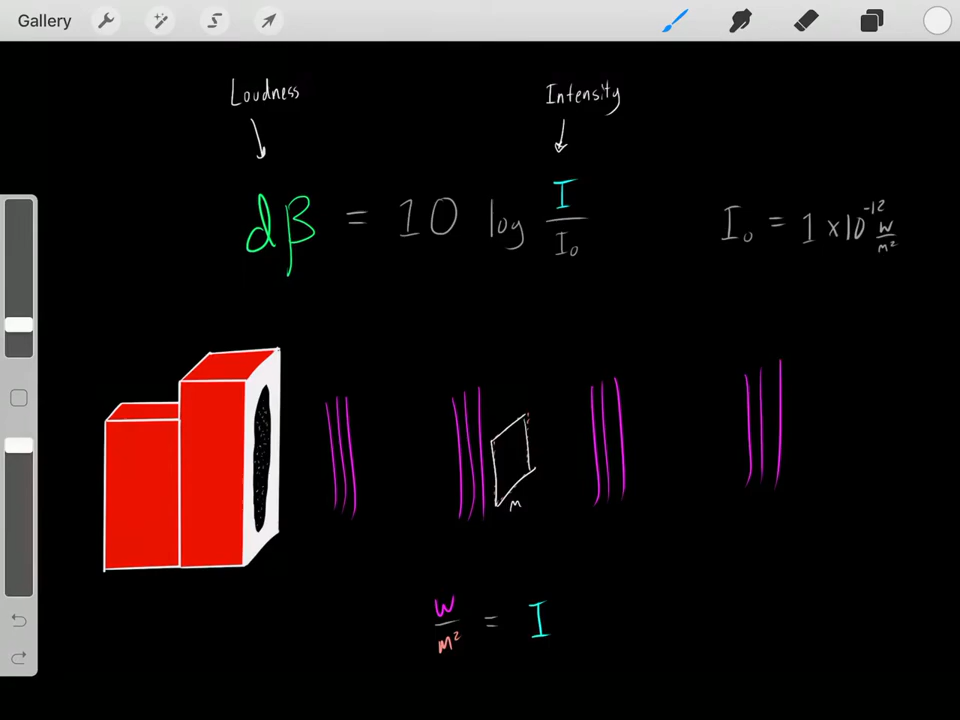 Gallery
Loudness
Intensity
dβ = 10 log I/I₀
I₀ = 1 ×10⁻¹² W/m²
M
W/M² = I